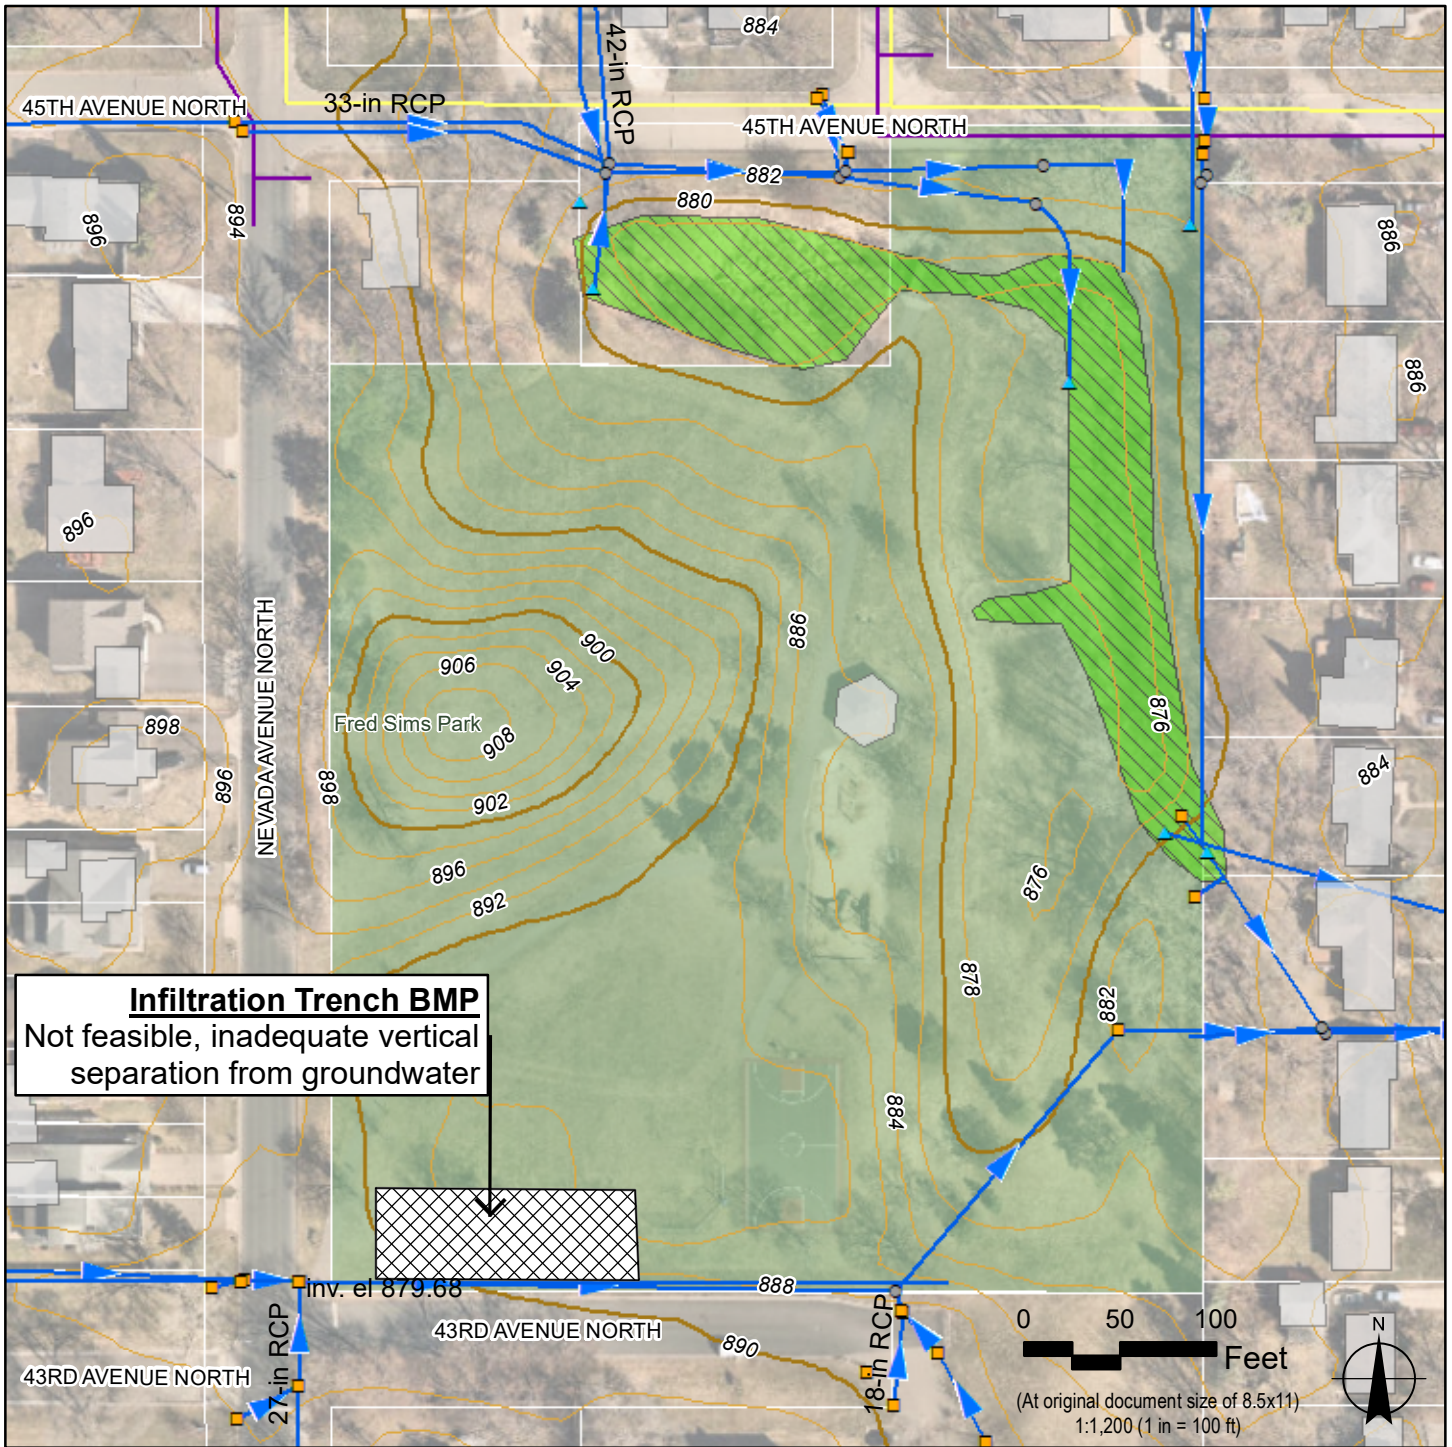 884
42-in RCP
45TH AVENUE NORTH
33-in RCP
45TH AVENUE NORTH
882
880
894
896
886
886
896
988
900
906
904
Fred Sims Park
908
902
898
898
898
NEVADA AVENUE NORTH
876
884
896
892
876
878
882
Infiltration Trench BMP
Not feasible, inadequate vertical
separation from groundwater
884
inv. el 879.68
888
43RD AVENUE NORTH
890
43RD AVENUE NORTH
27-in RCP
18-in RCP
0 50 100
Feet
(At original document size of 8.5x11)
1:1,200 (1 in = 100 ft)
N